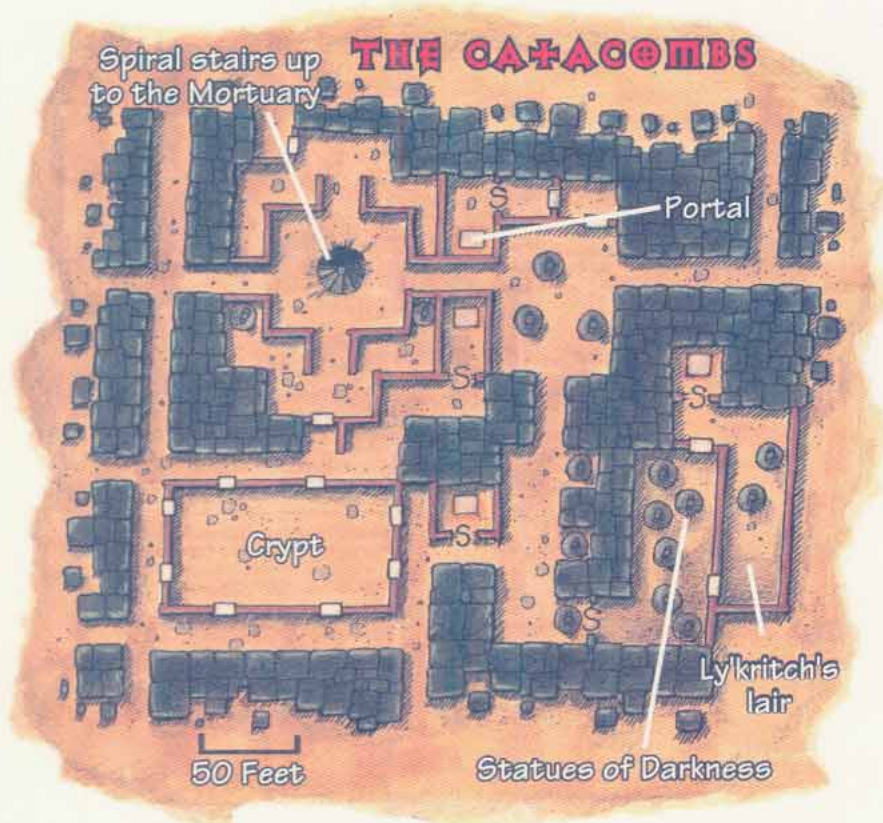 THE CATACOMBS
Spiral stairs up
to the Mortuary
S
Portal
S
S
Crypt
S
S
Ly'kritch's
lair
50 Feet
Statues of Darkness